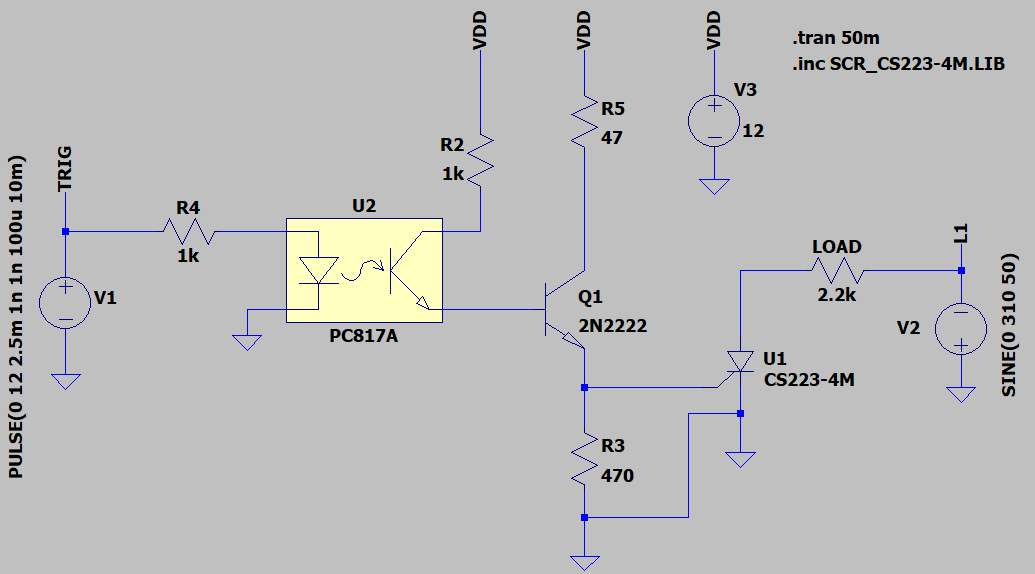 VDD
VDD
VDD
.tran 50m
.inc SCR_CS223-4M.LIB
V3
12
R5
47
R2
1k
TRIG
R4
1k
U2
PC817A
V1
PULSE(0 12 2.5m 1n 1n 100u 10m)
Q1
2N2222
LOAD
2.2k
L1
V2
SINE(0 310 50)
U1
CS223-4M
R3
470